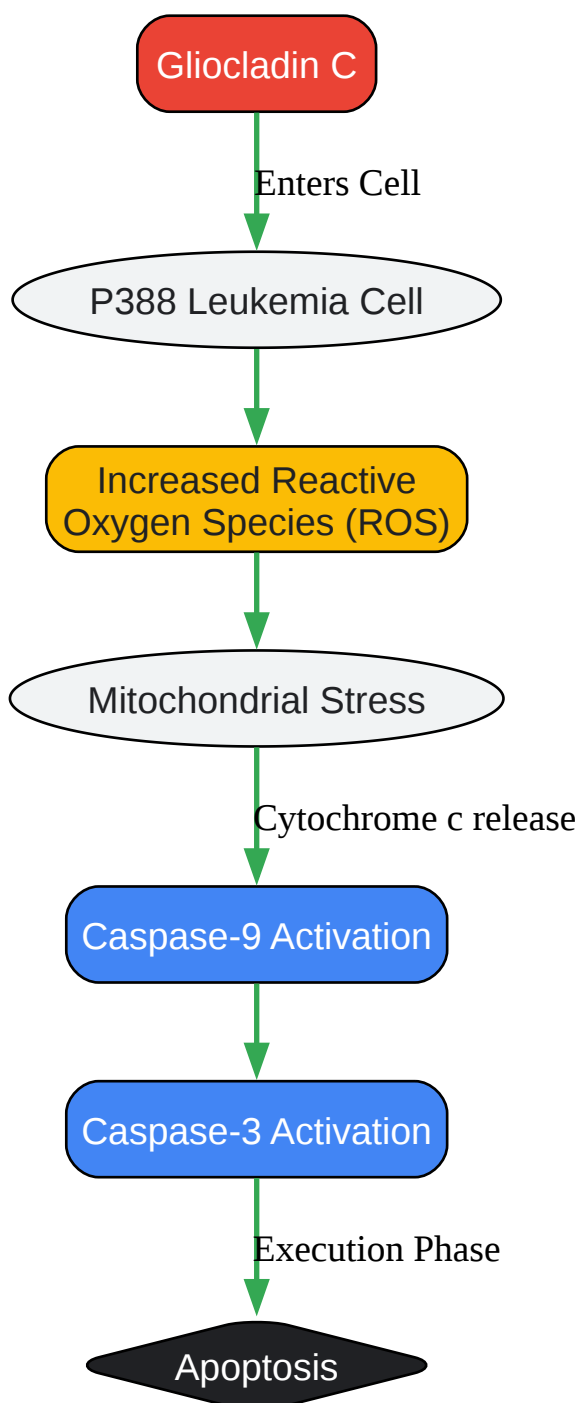 Gliocladin C
Enters Cell
P388 Leukemia Cell
Increased Reactive
Oxygen Species (ROS)
Mitochondrial Stress
Cytochrome c release
Caspase-9 Activation
Caspase-3 Activation
Execution Phase
Apoptosis